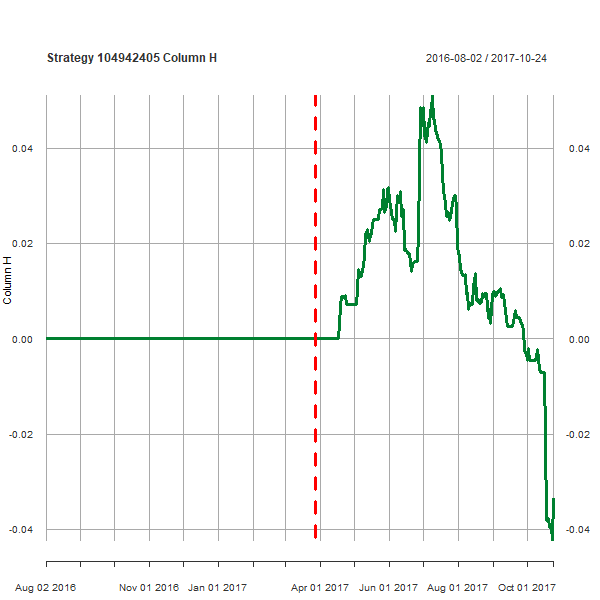 Strategy 104942405 Column H
2016-08-02 / 2017-10-24
Column H
0.04 0.04
0.02 0.02
0.00 0.00
-0.02 -0.02
-0.04 -0.04
Aug 02 2016 Nov 01 2016 Jan 01 2017 Apr 01 2017 Jun 01 2017 Aug 01 2017 Oct 01 2017